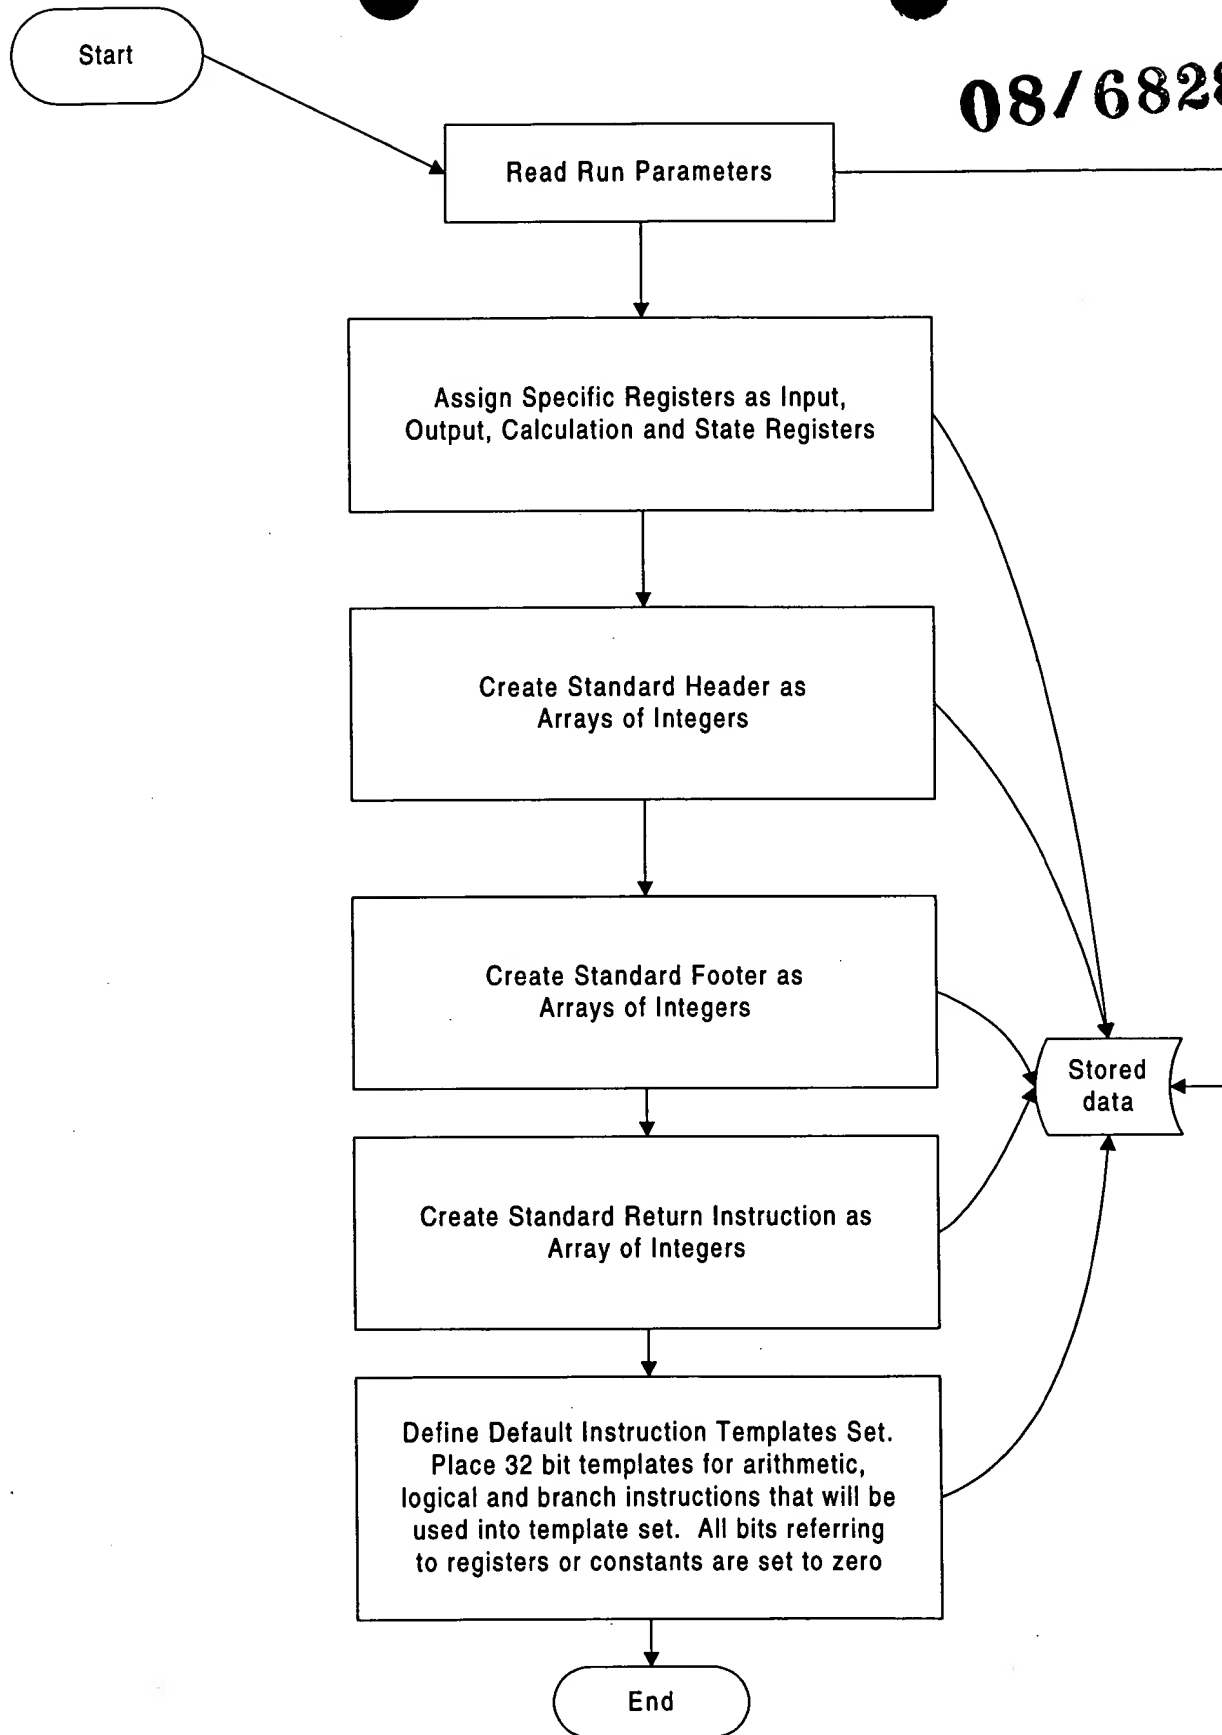 Start
08/6828
Read Run Parameters
Assign Specific Registers as Input,
Output, Calculation and State Registers
Create Standard Header as
Arrays of Integers
Create Standard Footer as
Arrays of Integers
Stored
data
Create Standard Return Instruction as
Array of Integers
Define Default Instruction Templates Set.
Place 32 bit templates for arithmetic,
logical and branch instructions that will be
used into template set. All bits referring
to registers or constants are set to zero
End